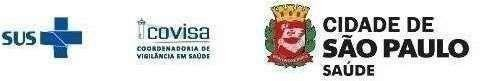 SUS
covisa
COORDENADORIA DE
VIGILÂNCIA EM SAÚDE
CIDADE DE
SÃO PAULO
SAÚDE